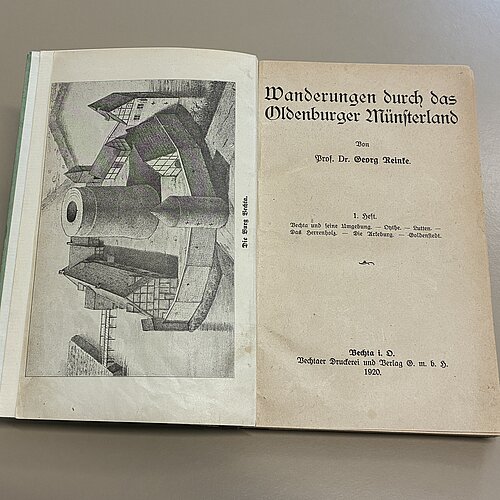 Die Burg Vechta.
Wanderungen durch das
Oldenburger Münsterland
Von
Prof. Dr. Georg Reinke.
1. Heft.
Vechta und seine Umgebung. — Oythe. — Lutten. —
Das Herrenholz. — Die Arkeburg. — Goldenstedt.
Vechta i. O.
Vechtaer Druckerei und Verlag G. m. b. H.
1920.